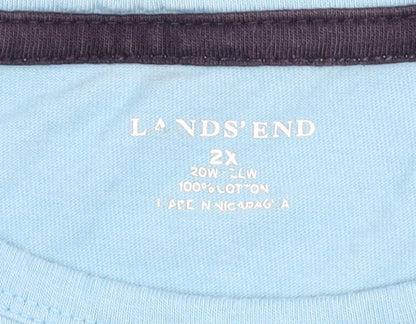 LANDS' END
2X
20W-22W
100% COTTON
MADE IN NICARAGUA